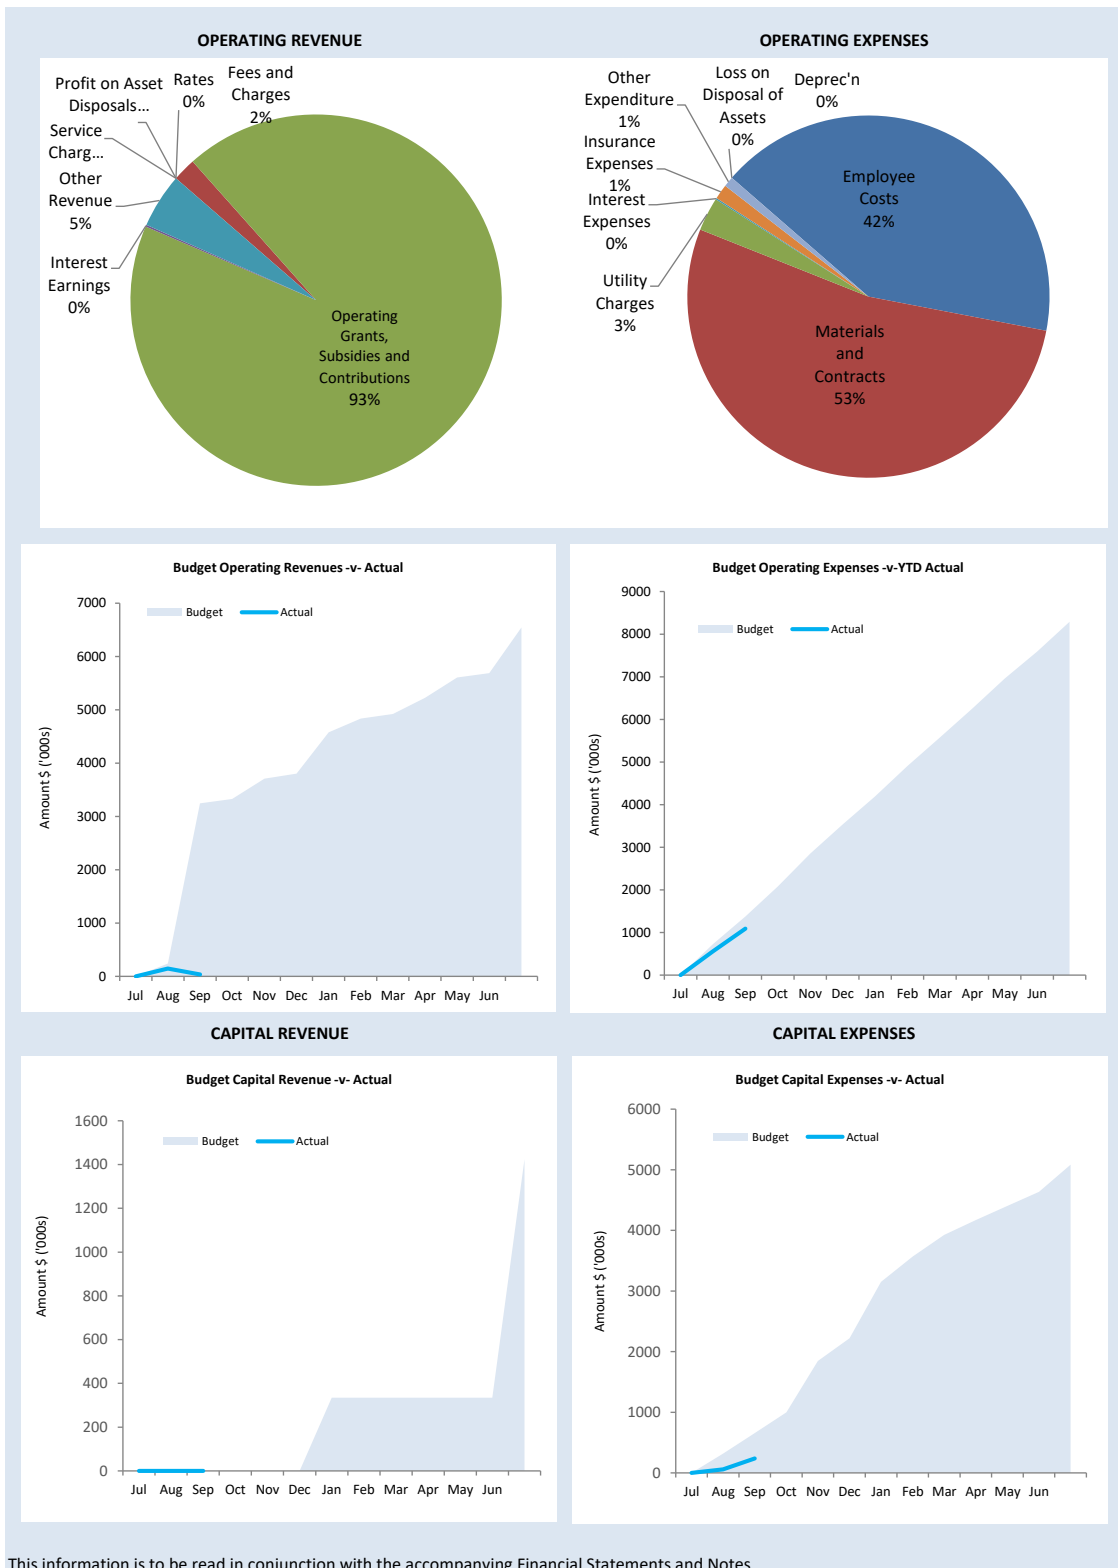 OPERATING REVENUE
OPERATING EXPENSES
Profit on Asset
Disposals...
Rates
0%
Fees and
Charges
2%
Service
Charg...
Other
Revenue
5%
Interest
Earnings
0%
Operating
Grants,
Subsidies and
Contributions
93%
Other
Expenditure
1%
Loss on
Disposal of
Assets
0%
Deprec'n
0%
Insurance
Expenses
1%
Interest
Expenses
0%
Utility
Charges
3%
Employee
Costs
42%
Materials
and
Contracts
53%
Budget Operating Revenues -v- Actual
Budget
Actual
Amount $ ('000s)
7000
6000
5000
4000
3000
2000
1000
0
Jul Aug Sep Oct Nov Dec Jan Feb Mar Apr May Jun
Budget Operating Expenses -v-YTD Actual
Budget
Actual
Amount $ ('000s)
9000
8000
7000
6000
5000
4000
3000
2000
1000
0
Jul Aug Sep Oct Nov Dec Jan Feb Mar Apr May Jun
CAPITAL REVENUE
CAPITAL EXPENSES
Budget Capital Revenue -v- Actual
Budget
Actual
Amount $ ('000s)
1600
1400
1200
1000
800
600
400
200
0
Jul Aug Sep Oct Nov Dec Jan Feb Mar Apr May Jun
Budget Capital Expenses -v- Actual
Budget
Actual
Amount $ ('000s)
6000
5000
4000
3000
2000
1000
0
Jul Aug Sep Oct Nov Dec Jan Feb Mar Apr May Jun
This information is to be read in conjunction with the accompanying Financial Statements and Notes